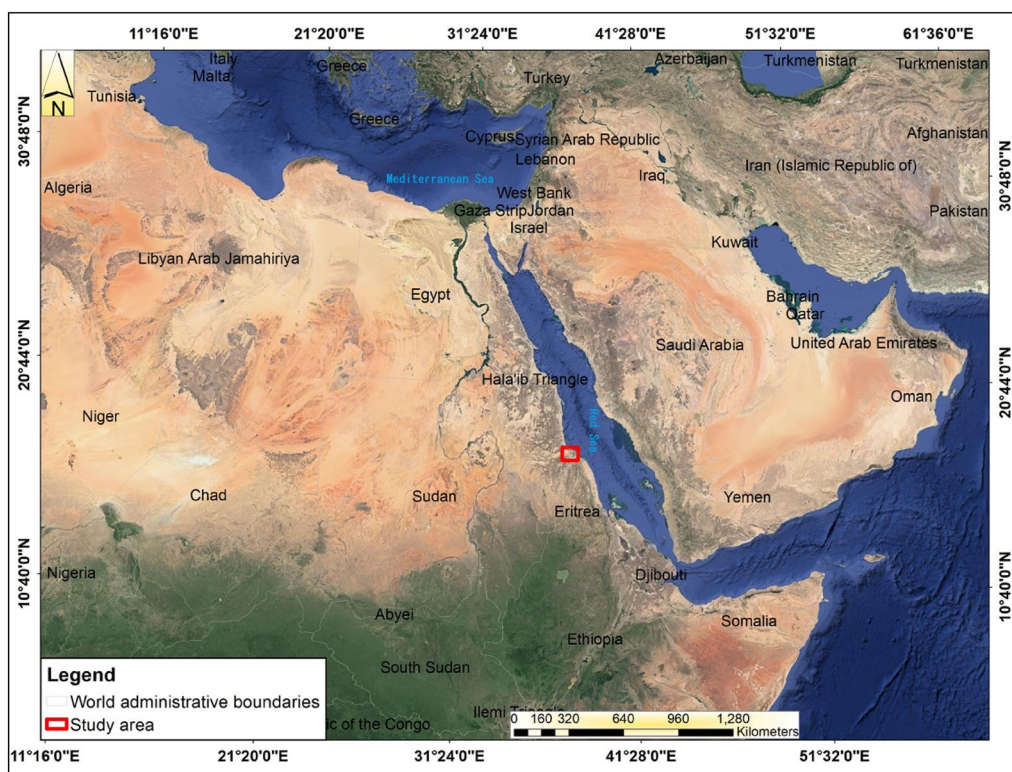 11°16'0"E 21°20'0"E 31°24'0"E 41°28'0"E 51°32'0"E 61°36'0"E
N
30°48'0"N
20°44'0"N
10°40'0"N
Italy
Malta
Greece
Turkey
Azerbaijan
Turkmenistan
Turkmenistan
Tunisia
Greece
Cyprus
Syrian Arab Republic
Afghanistan
Lebanon
Iran (Islamic Republic of)
Iraq
Algeria
Mediterranean Sea
West Bank
Gaza Strip
Jordan
Israel
Pakistan
Kuwait
Libyan Arab Jamahiriya
Egypt
Bahrain
Qatar
United Arab Emirates
Saudi Arabia
Hala'ib Triangle
Oman
Red Sea
Niger
Chad
Sudan
Yemen
Eritrea
Nigeria
Djibouti
Abyei
Somalia
Ethiopia
South Sudan
Ilemi Triangle
ic of the Congo
30°48'0"N
20°44'0"N
10°40'0"N
Legend
World administrative boundaries
Study area
0 160 320 640 960 1,280
Kilometers
11°16'0"E 21°20'0"E 31°24'0"E 41°28'0"E 51°32'0"E